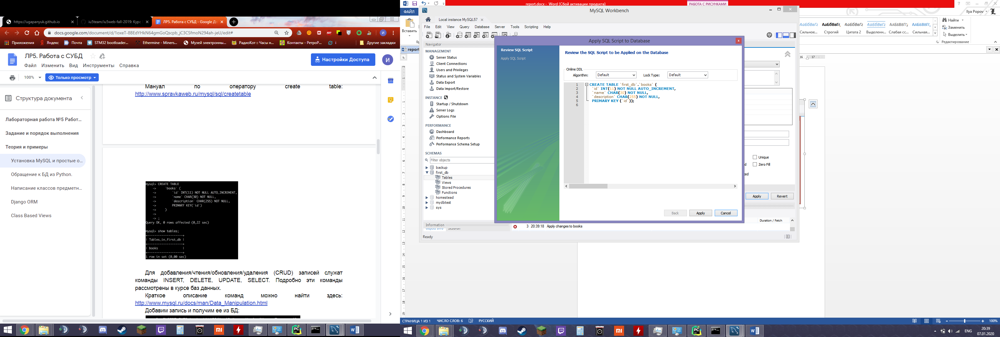 https://ugapanyuk.github.io
iu5team/iu5web-fall-2019: Курс
ЛР5. Работа с СУБД - Google До
docs.google.com/document/d/1oxeT-8BEdYHkN64gmGoQscpb_jC3CSfmoN294ah-jeU/edit#
Приложения
Яндекс
Почта
STM32 bootloader...
Ethermine - Miners...
Музей электронны...
РадиоКот :: Часы н...
Контакты - РетроР...
i
Другие закладки
ЛР5. Работа с СУБД
Файл Изменить Вид Инструменты Справка
Настройки Доступа
И
100%
Только просмотр
Структура документа
Лабораторная работа №5 Работ...
Задание и порядок выполнения
Теория и примеры
Установка MySQL и простые о...
Обращение к БД из Python.
Написание классов предметн...
Django ORM
Class Based Views
Мануал по оператору create table:
http://www.spravkaweb.ru/mysql/sql/createtable
mysql> CREATE TABLE
-> `books` (
-> `id` INT(11) NOT NULL AUTO_INCREMENT,
-> `name` CHAR(30) NOT NULL,
-> `description` CHAR(255) NOT NULL,
-> PRIMARY KEY(`id`)
-> )
->
-> ;
Query OK, 0 rows affected (0,22 sec)
mysql> show tables;
+--------------------+
| Tables_in_first_db |
+--------------------+
| books |
+--------------------+
1 row in set (0,00 sec)
Для добавления/чтения/обновления/удаления (CRUD) записей служат
команды INSERT, DELETE, UPDATE, SELECT. Подробно эти команды
рассмотрены в курсе баз данных.
Краткое описание команд можно найти здесь:
http://www.mysql.ru/docs/man/Data_Manipulation.html
Добавим запись и получим ее из БД:
report.docx - Word (Сбой активации продукта)
РАБОТА С РИСУНКАМИ
ФАЙЛ
Вставить
report
Ilya Popov
АаБбВвГг
АаБбВвГг,
АаБбВвГг
АаБбВвГг
АаБбВвГг,
АаБбВвГг,
Сильное...
Строгий
Цитата 2
Выделенн...
Слабая сс...
Сильная...
Найти
Заменить
Выделить
Редактирование
MySQL Workbench
Local instance MySQL57
File Edit View Query Database Server Tools Scripting Help
Navigator
MANAGEMENT
Server Status
Client Connections
Users and Privileges
Status and System Variables
Data Export
Data Import/Restore
INSTANCE
Startup / Shutdown
Server Logs
Options File
PERFORMANCE
Dashboard
Performance Reports
Performance Schema Setup
SCHEMAS
Filter objects
backup
first_db
Tables
Views
Stored Procedures
Functions
homestead
mydbtest
sys
Information
Object Info Session
Ready
Apply SQL Script to Database
Review SQL Script
Apply SQL Script
Review the SQL Script to be Applied on the Database
Online DDL
Algorithm: Default Lock Type: Default
1 CREATE TABLE `first_db`.`books` (
2 `id` INT(11) NOT NULL AUTO_INCREMENT,
3 `name` CHAR(30) NOT NULL,
4 `description` CHAR(255) NOT NULL,
5 PRIMARY KEY (`id`));
6
Back Apply Cancel
Unique
Zero Fill
Apply Revert
Duration / Fetch
3 20:39:18 Apply changes to books
СТРАНИЦА 1 ИЗ 1 ЧИСЛО СЛОВ: 6 РУССКИЙ
100%
ENG
20:39
07.01.2020